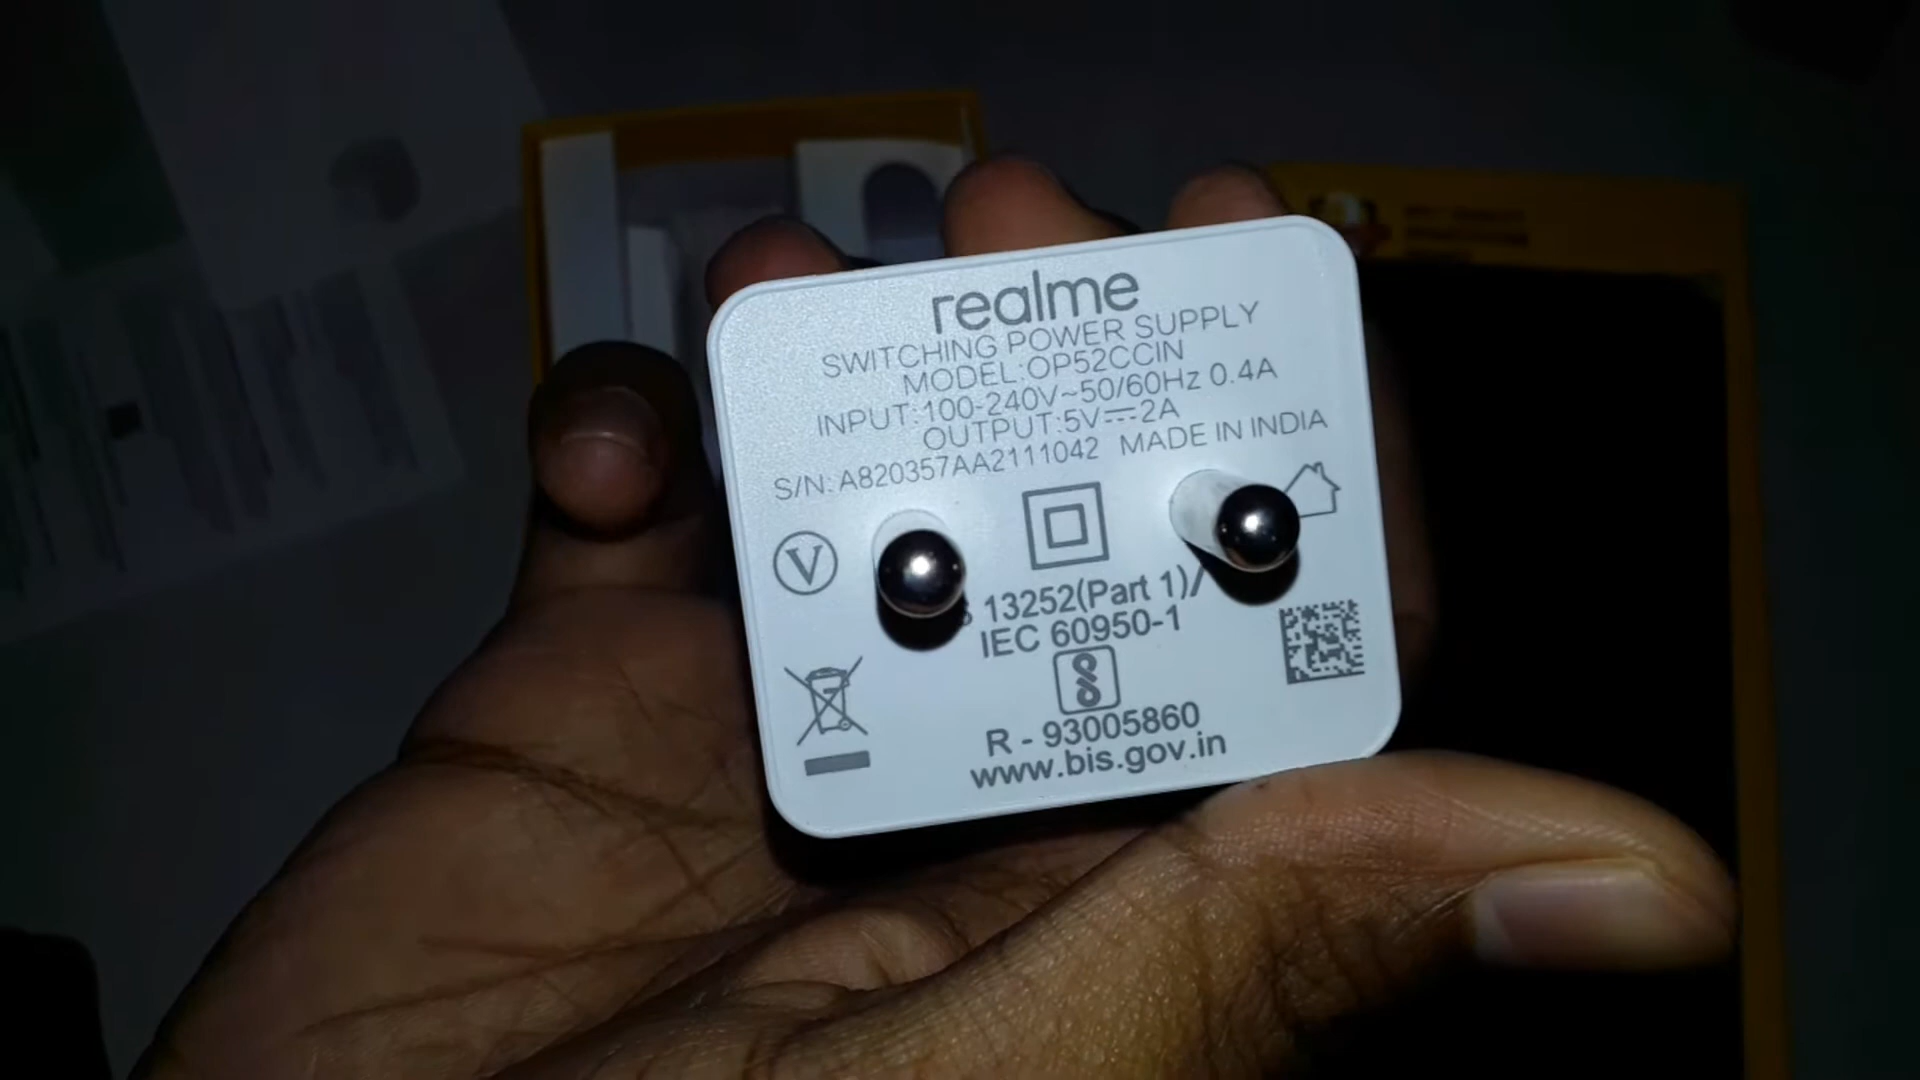 realme
SWITCHING POWER SUPPLY
MODEL:OP52CCIN
INPUT:100-240V~50/60Hz 0.4A
OUTPUT:5V⎓2A
S/N: A820357AA2111042 MADE IN INDIA
V
13252(Part 1)/
IEC 60950-1
R - 93005860
www.bis.gov.in